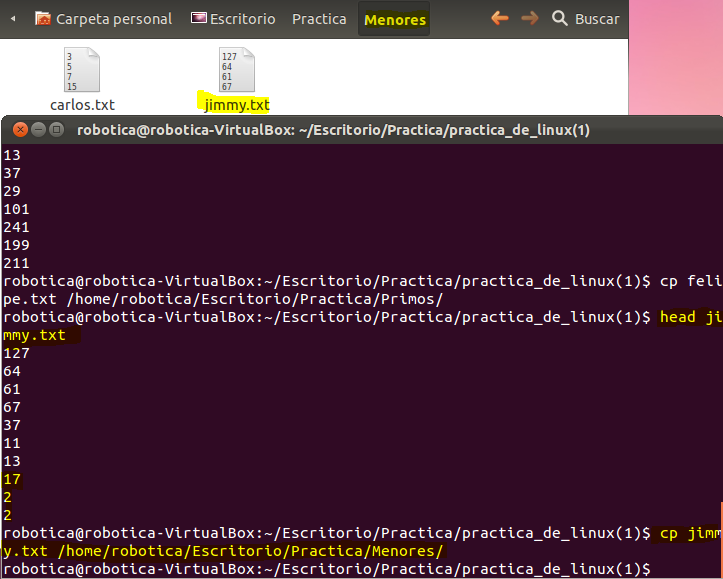 Carpeta personal Escritorio Practica Menores Buscar
3
5
7
15
127
64
61
67
carlos.txt jimmy.txt
robotica@robotica-VirtualBox: ~/Escritorio/Practica/practica_de_linux(1)
13
37
29
101
241
199
211
robotica@robotica-VirtualBox:~/Escritorio/Practica/practica_de_linux(1)$ cp feli
pe.txt /home/robotica/Escritorio/Practica/Primos/
robotica@robotica-VirtualBox:~/Escritorio/Practica/practica_de_linux(1)$ head ji
mmy.txt
127
64
61
67
37
11
13
17
2
2
robotica@robotica-VirtualBox:~/Escritorio/Practica/practica_de_linux(1)$ cp jimm
y.txt /home/robotica/Escritorio/Practica/Menores/
robotica@robotica-VirtualBox:~/Escritorio/Practica/practica_de_linux(1)$